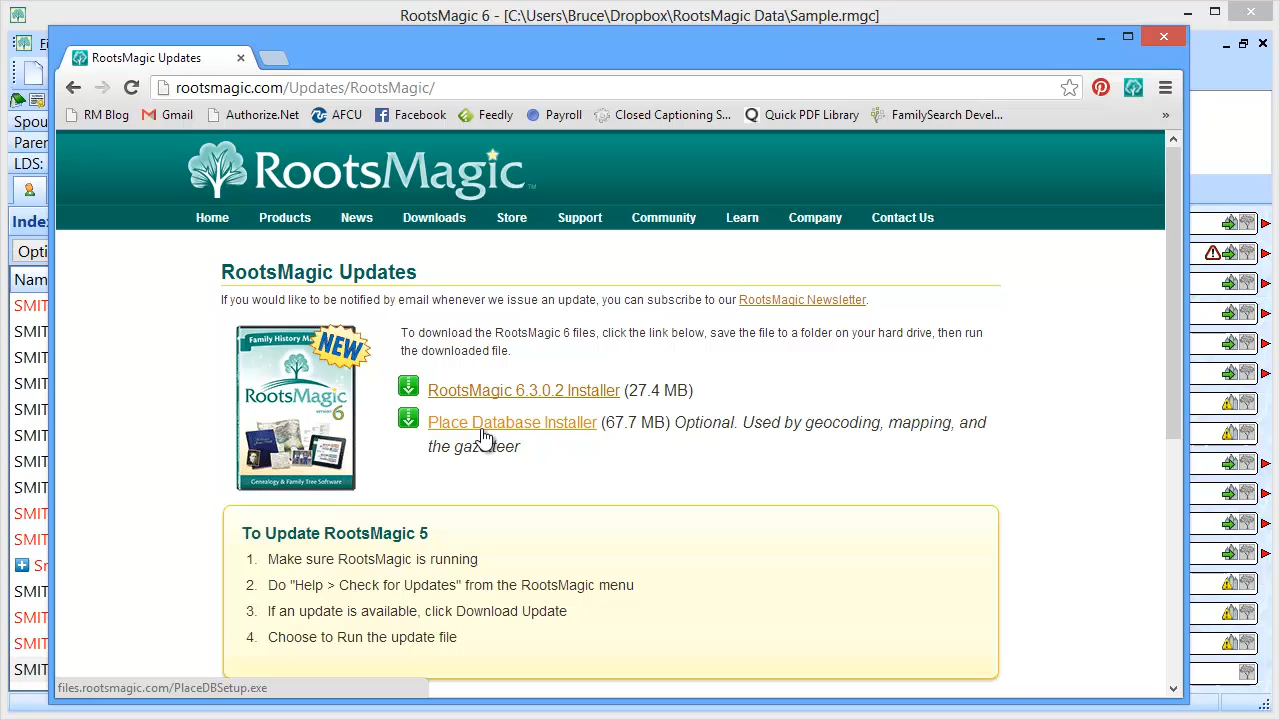 RootsMagic 6 - [C:\Users\Bruce\Dropbox\RootsMagic Data\Sample.rmgc]
RootsMagic Updates
rootsmagic.com/Updates/RootsMagic/
RM Blog Gmail Authorize.Net AFCU Facebook Feedly Payroll Closed Captioning S... Quick PDF Library FamilySearch Devel... »
Spou
Paren
LDS:
Index
Opti
Nam
SMIT
SMIT
SMIT
SMIT
SMIT
SMIT
SMIT
SMIT
SMIT
SMIT
SM
SMIT
SMIT
SMIT
SMIT
RootsMagic™
Home Products News Downloads Store Support Community Learn Company Contact Us
RootsMagic Updates
If you would like to be notified by email whenever we issue an update, you can subscribe to our RootsMagic Newsletter.
Family History Ma
NEW
RootsMagic
VERSION 6
Genealogy & Family Tree Software
To download the RootsMagic 6 files, click the link below, save the file to a folder on your hard drive, then run
the downloaded file.
RootsMagic 6.3.0.2 Installer (27.4 MB)
Place Database Installer (67.7 MB) Optional. Used by geocoding, mapping, and
the gazeteer
To Update RootsMagic 5
1. Make sure RootsMagic is running
2. Do "Help > Check for Updates" from the RootsMagic menu
3. If an update is available, click Download Update
4. Choose to Run the update file
files.rootsmagic.com/PlaceDBSetup.exe